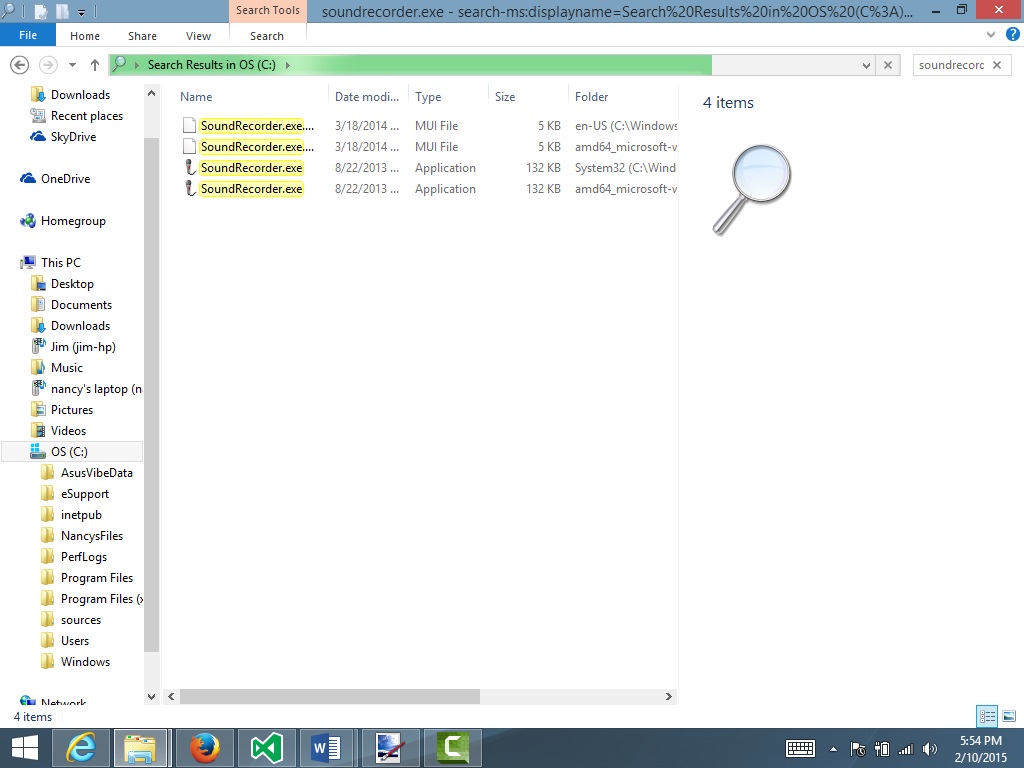 Search Tools
soundrecorder.exe - search-ms:displayname=Search%20Results%20in%20OS%20(C%3A)...
File Home Share View Search
Search Results in OS (C:)
soundrecorc
Name Date modi... Type Size Folder
SoundRecorder.exe.... 3/18/2014 ... MUI File 5 KB en-US (C:\Windows
SoundRecorder.exe.... 3/18/2014 ... MUI File 5 KB amd64_microsoft-w
SoundRecorder.exe 8/22/2013 ... Application 132 KB System32 (C:\Wind
SoundRecorder.exe 8/22/2013 ... Application 132 KB amd64_microsoft-w
4 items
Downloads
Recent places
SkyDrive
OneDrive
Homegroup
This PC
Desktop
Documents
Downloads
Jim (jim-hp)
Music
nancy's laptop (na
Pictures
Videos
OS (C:)
AsusVibeData
eSupport
inetpub
NancysFiles
PerfLogs
Program Files
Program Files (x
sources
Users
Windows
Network
4 items
5:54 PM
2/10/2015